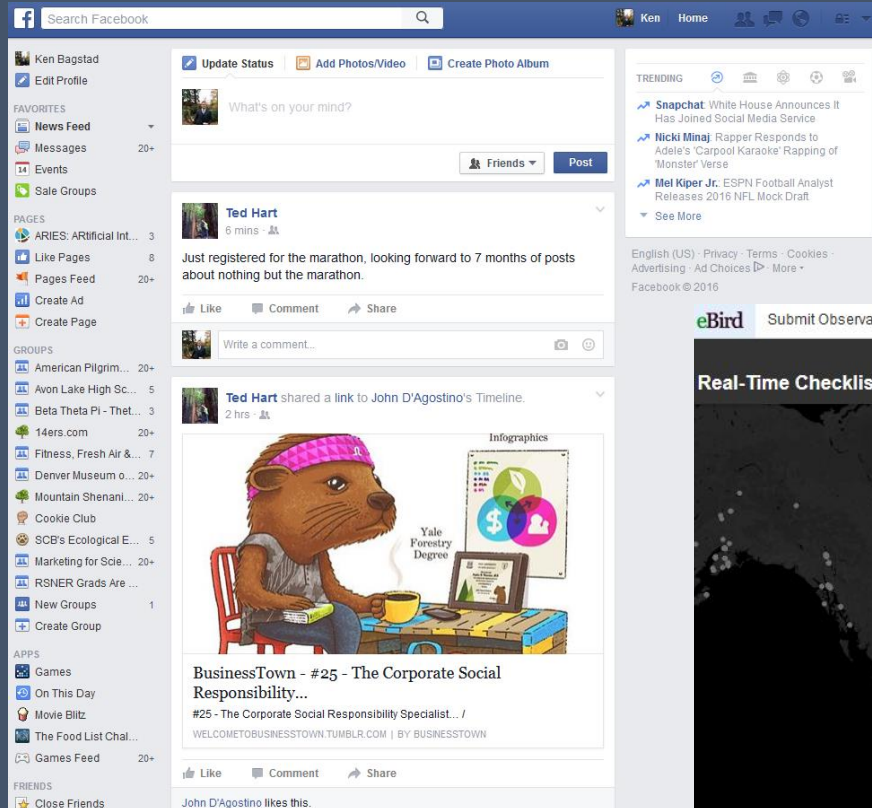 f
Search Facebook
Ken Home
Ken Bagstad
Edit Profile
FAVORITES
News Feed
Messages 20+
14 Events
Sale Groups
PAGES
ARIES: ARtificial Int... 3
Like Pages 8
Pages Feed 20+
Create Ad
Create Page
GROUPS
American Pilgrim... 20+
Avon Lake High Sc... 5
Beta Theta Pi - Thet... 3
14ers.com 20+
Fitness, Fresh Air &... 7
Denver Museum o... 20+
Mountain Shenani... 20+
Cookie Club
SCB's Ecological E... 5
Marketing for Scie... 20+
RSNER Grads Are ...
New Groups 1
Create Group
APPS
Games
On This Day
Movie Blitz
The Food List Chal...
Games Feed 20+
FRIENDS
Close Friends
Update Status Add Photos/Video Create Photo Album
What's on your mind?
Friends Post
Ted Hart
6 mins ·
Just registered for the marathon, looking forward to 7 months of posts
about nothing but the marathon.
Like Comment Share
Write a comment...
Ted Hart shared a link to John D'Agostino's Timeline.
2 hrs ·
Infographics
$
Yale
Forestry
Degree
BusinessTown - #25 - The Corporate Social
Responsibility...
#25 - The Corporate Social Responsibility Specialist... /
WELCOMETOBUSINESSTOWN.TUMBLR.COM | BY BUSINESSTOWN
Like Comment Share
John D'Agostino likes this.
TRENDING
Snapchat: White House Announces It
Has Joined Social Media Service
Nicki Minaj: Rapper Responds to
Adele's 'Carpool Karaoke' Rapping of
'Monster' Verse
Mel Kiper Jr.: ESPN Football Analyst
Releases 2016 NFL Mock Draft
See More
English (US) · Privacy · Terms · Cookies ·
Advertising · Ad Choices · More
Facebook © 2016
eBird Submit Observa
Real-Time Checklis